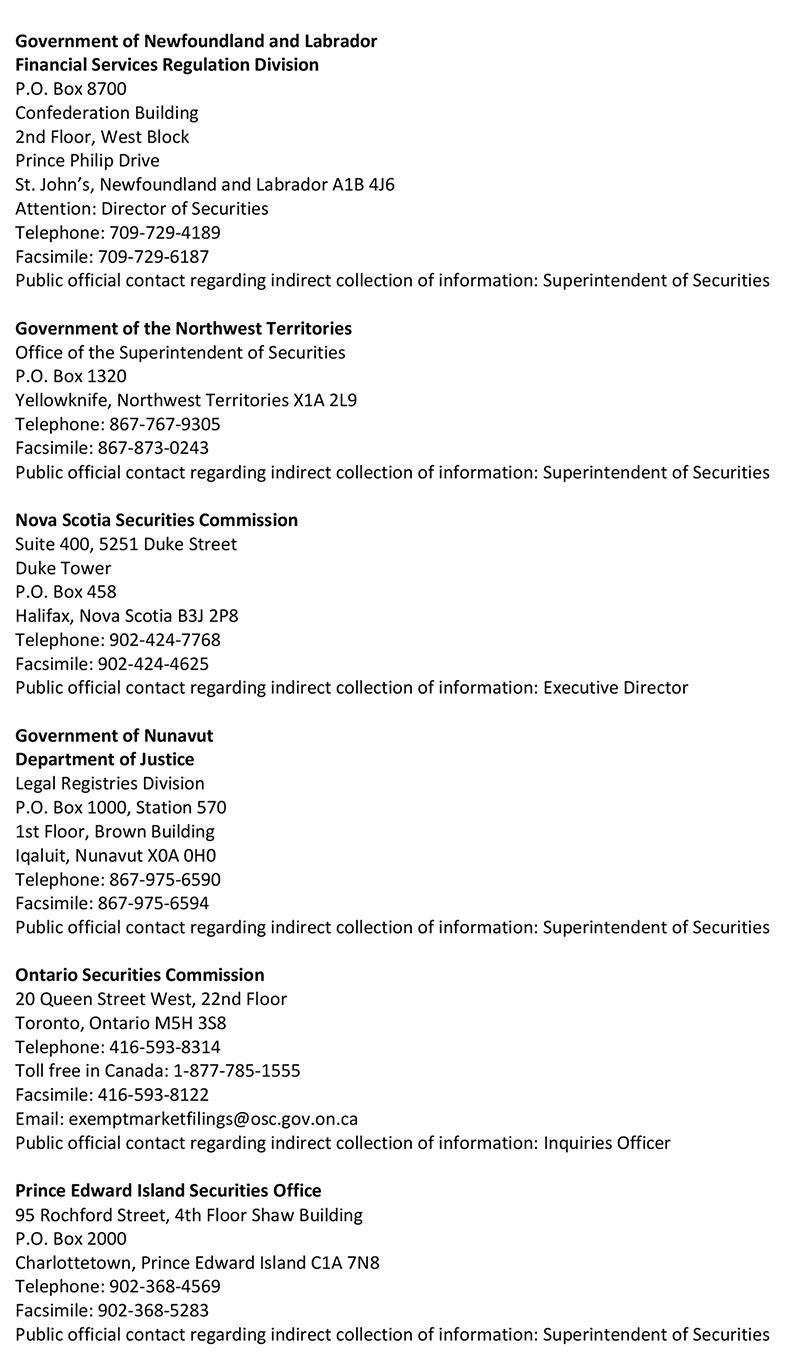 Government of Newfoundland and Labrador
Financial Services Regulation Division
P.O. Box 8700
Confederation Building
2nd Floor, West Block
Prince Philip Drive
St. John’s, Newfoundland and Labrador A1B 4J6
Attention: Director of Securities
Telephone: 709-729-4189
Facsimile: 709-729-6187
Public official contact regarding indirect collection of information: Superintendent of Securities
Government of the Northwest Territories
Office of the Superintendent of Securities
P.O. Box 1320
Yellowknife, Northwest Territories X1A 2L9
Telephone: 867-767-9305
Facsimile: 867-873-0243
Public official contact regarding indirect collection of information: Superintendent of Securities
Nova Scotia Securities Commission
Suite 400, 5251 Duke Street
Duke Tower
P.O. Box 458
Halifax, Nova Scotia B3J 2P8
Telephone: 902-424-7768
Facsimile: 902-424-4625
Public official contact regarding indirect collection of information: Executive Director
Government of Nunavut
Department of Justice
Legal Registries Division
P.O. Box 1000, Station 570
1st Floor, Brown Building
Iqaluit, Nunavut X0A 0H0
Telephone: 867-975-6590
Facsimile: 867-975-6594
Public official contact regarding indirect collection of information: Superintendent of Securities
Ontario Securities Commission
20 Queen Street West, 22nd Floor
Toronto, Ontario M5H 3S8
Telephone: 416-593-8314
Toll free in Canada: 1-877-785-1555
Facsimile: 416-593-8122
Email: exemptmarketfilings@osc.gov.on.ca
Public official contact regarding indirect collection of information: Inquiries Officer
Prince Edward Island Securities Office
95 Rochford Street, 4th Floor Shaw Building
P.O. Box 2000
Charlottetown, Prince Edward Island C1A 7N8
Telephone: 902-368-4569
Facsimile: 902-368-5283
Public official contact regarding indirect collection of information: Superintendent of Securities